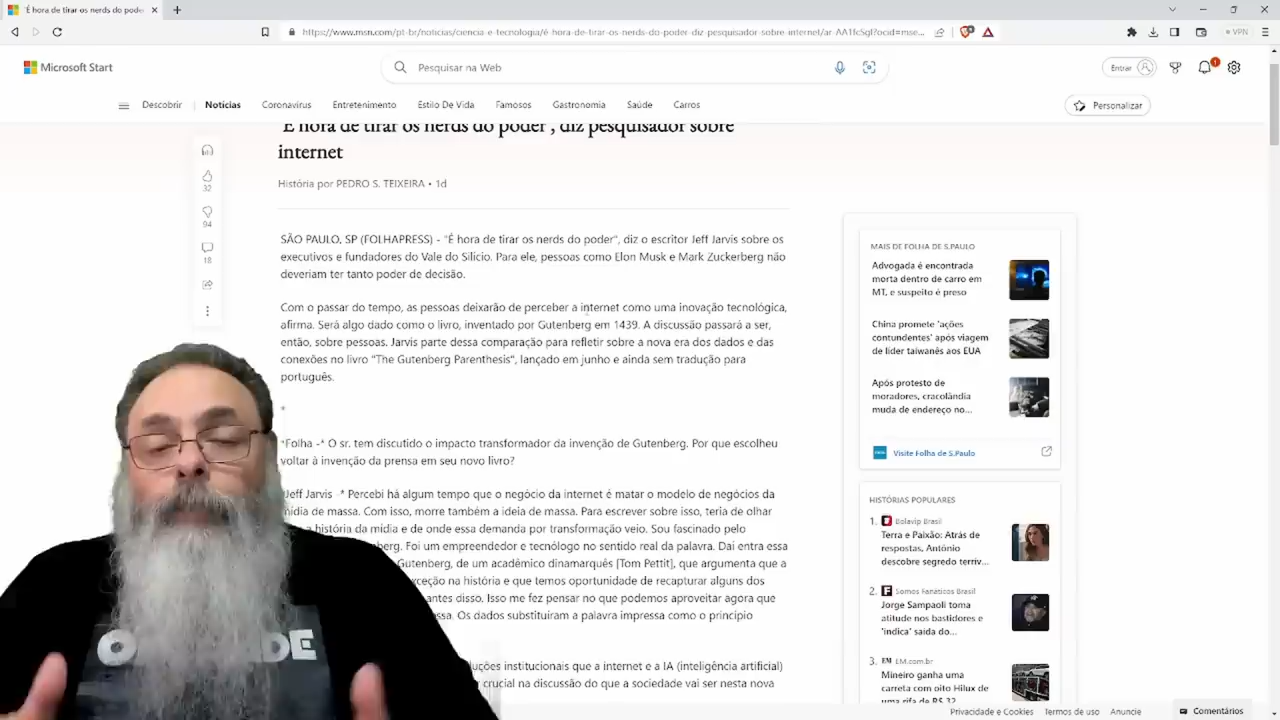 'É hora de tirar os nerds do poder
https://www.msn.com/pt-br/noticias/ciencia-e-tecnologia/é-hora-de-tirar-os-nerds-do-poder-diz-pesquisador-sobre-internet/ar-AA1fcSql?ocid=mse...
VPN
Microsoft Start
Pesquisar na Web
Entrar
1
Descobrir
Notícias
Coronavirus
Entretenimento
Estilo De Vida
Famosos
Gastronomia
Saúde
Carros
Personalizar
'É hora de tirar os nerds do poder', diz pesquisador sobre
internet
História por PEDRO S. TEIXEIRA • 1d
32
94
18
SÃO PAULO, SP (FOLHAPRESS) - "É hora de tirar os nerds do poder", diz o escritor Jeff Jarvis sobre os
executivos e fundadores do Vale do Silício. Para ele, pessoas como Elon Musk e Mark Zuckerberg não
deveriam ter tanto poder de decisão.
Com o passar do tempo, as pessoas deixarão de perceber a internet como uma inovação tecnológica,
afirma. Será algo dado como o livro, inventado por Gutenberg em 1439. A discussão passará a ser,
então, sobre pessoas. Jarvis parte dessa comparação para refletir sobre a nova era dos dados e das
conexões no livro "The Gutenberg Parenthesis", lançado em junho e ainda sem tradução para
português.
*
*Folha -* O sr. tem discutido o impacto transformador da invenção de Gutenberg. Por que escolheu
voltar à invenção da prensa em seu novo livro?
Jeff Jarvis -* Percebi há algum tempo que o negócio da internet é matar o modelo de negócios da
mídia de massa. Com isso, morre também a ideia de massa. Para escrever sobre isso, teria de olhar
a história da mídia e de onde essa demanda por transformação veio. Sou fascinado pelo
berg. Foi um empreendedor e tecnólogo no sentido real da palavra. Daí entra essa
Gutenberg, de um acadêmico dinamarquês [Tom Pettit], que argumenta que a
xceção na história e que temos oportunidade de recapturar alguns dos
antes disso. Isso me fez pensar no que podemos aproveitar agora que
ssa. Os dados substituíram a palavra impressa como o princípio
uções institucionais que a internet e a IA (inteligência artificial)
crucial na discussão do que a sociedade vai ser nesta nova
MAIS DE FOLHA DE S.PAULO
Advogada é encontrada
morta dentro de carro em
MT, e suspeito é preso
China promete 'ações
contundentes' após viagem
de líder taiwanês aos EUA
Após protesto de
moradores, cracolândia
muda de endereço no...
Visite Folha de S.Paulo
HISTÓRIAS POPULARES
1. Bolavip Brasil
Terra e Paixão: Atrás de
respostas, Antônio
descobre segredo terrív...
2. Somos Fanáticos Brasil
Jorge Sampaoli toma
atitude nos bastidores e
'indica' saída do...
3. EM EM.com.br
Mineiro ganha uma
carreta com oito Hilux de
uma rifa de R$ 32
Privacidade e Cookies
Termos de uso
Anuncie
Comentários